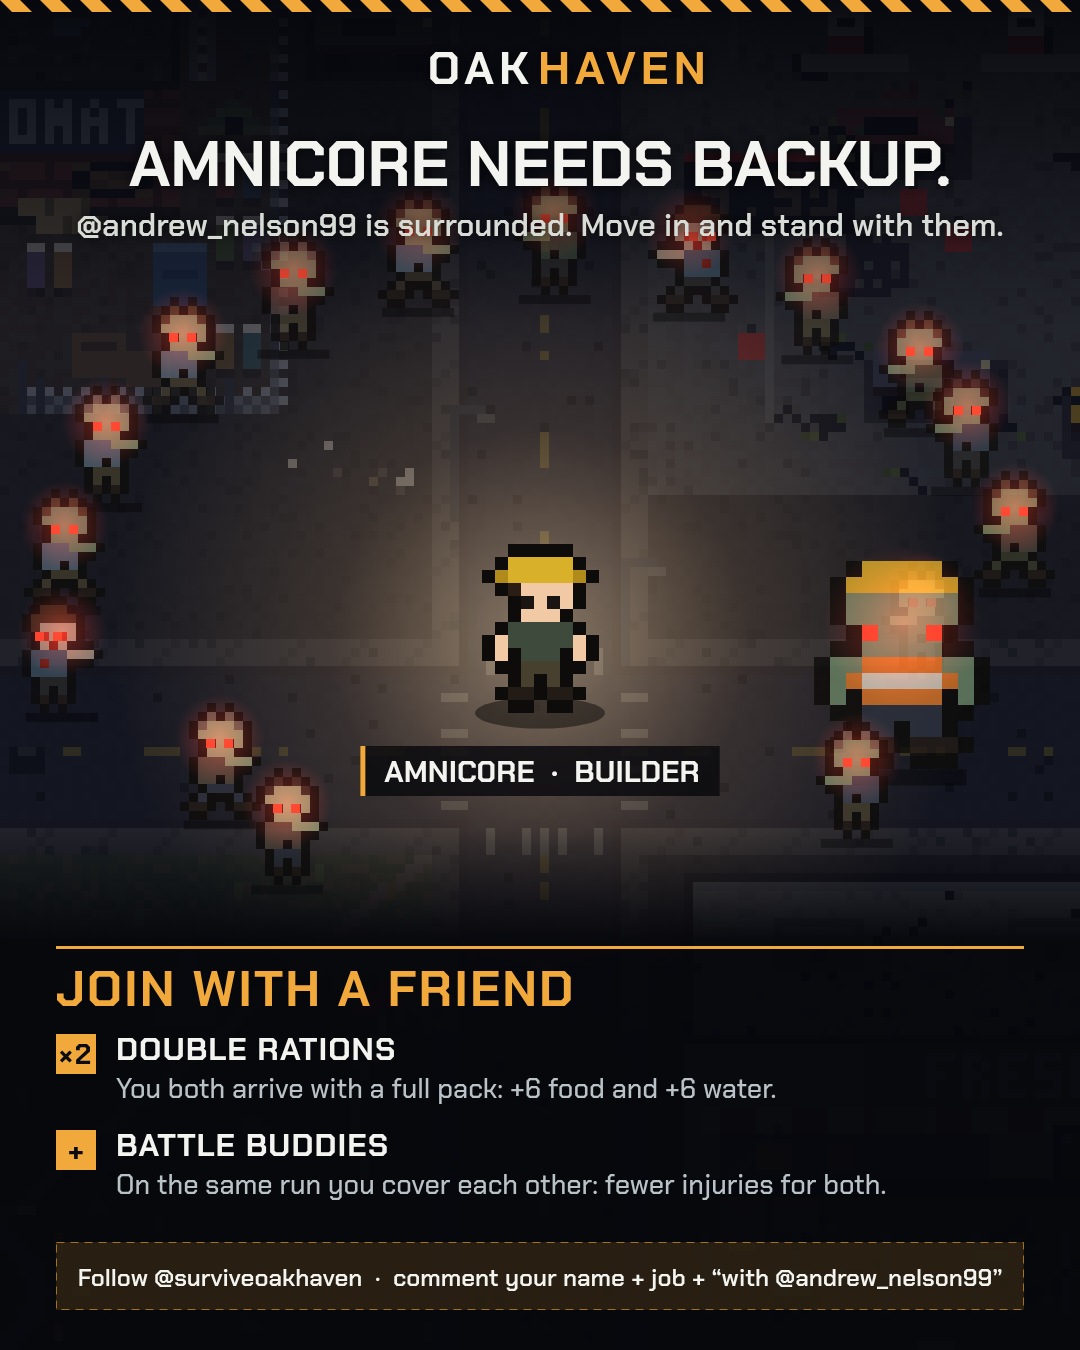 OAKHAVEN
OMAT
AMNICORE NEEDS BACKUP.
@andrew_nelson99 is surrounded. Move in and stand with them.
AMNICORE · BUILDER
JOIN WITH A FRIEND
×2 DOUBLE RATIONS
You both arrive with a full pack: +6 food and +6 water.
+ BATTLE BUDDIES
On the same run you cover each other: fewer injuries for both.
Follow @surviveoakhaven · comment your name + job + “with @andrew_nelson99”